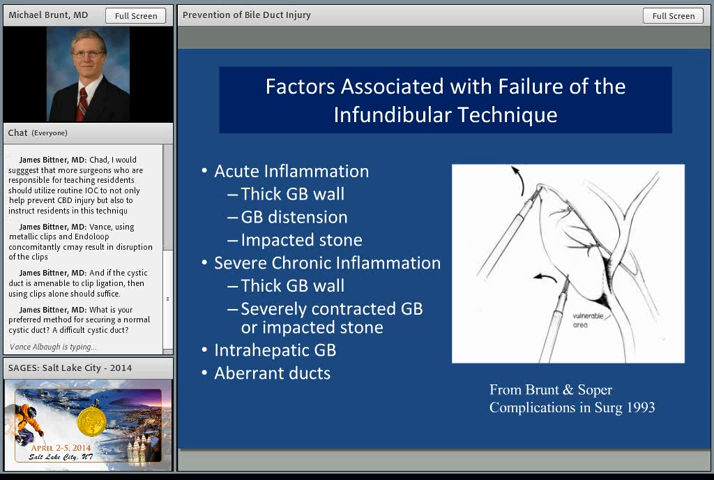 Michael Brunt, MD
Full Screen
Chat (Everyone)
James Bittner, MD: Chad, I would
sugggest that more surgeons who are
responsible for teaching residdents
should utilize routine IOC to not only
help prevent CBD injury but also to
instruct residents in this techniqu
James Bittner, MD: Vance, using
metallic clips and Endoloop
concomitantly cmay result in disruption
of the clips
James Bittner, MD: And if the cystic
duct is amenable to clip ligation, then
using clips alone should suffice.
James Bittner, MD: What is your
preferred method for securing a normal
cystic duct? A difficult cystic duct?
Vance Albaugh is typing...
SAGES: Salt Lake City - 2014
APRIL 2-5, 2014
Salt Lake City, UT
Prevention of Bile Duct Injury
Full Screen
Factors Associated with Failure of the
Infundibular Technique
• Acute Inflammation
– Thick GB wall
– GB distension
– Impacted stone
• Severe Chronic Inflammation
– Thick GB wall
– Severely contracted GB
or impacted stone
• Intrahepatic GB
• Aberrant ducts
vulnerable
area
From Brunt & Soper
Complications in Surg 1993